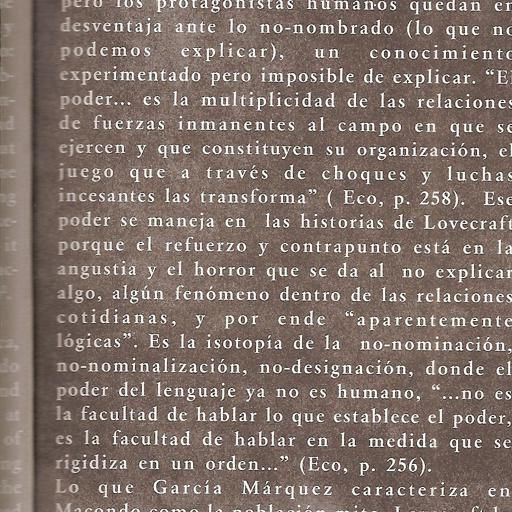 pero los protagonistas humanos quedan en
desventaja ante lo no-nombrado (lo que no
podemos explicar), un conocimiento
experimentado pero imposible de explicar. “El
poder... es la multiplicidad de las relaciones
de fuerzas inmanentes al campo en que se
ejercen y que constituyen su organización, el
juego que a través de choques y luchas
incesantes las transforma” ( Eco, p. 258). Ese
poder se maneja en las historias de Lovecraft
porque el refuerzo y contrapunto está en la
angustia y el horror que se da al no explicar
algo, algún fenómeno dentro de las relaciones
cotidianas, y por ende “aparentemente
lógicas”. Es la isotopía de la no-nominación,
no-nominalización, no-designación, donde el
poder del lenguaje ya no es humano, “...no es
la facultad de hablar lo que establece el poder,
es la facultad de hablar en la medida que se
rigidiza en un orden...” (Eco, p. 256).
Lo que García Márquez caracteriza en
Macondo como la población